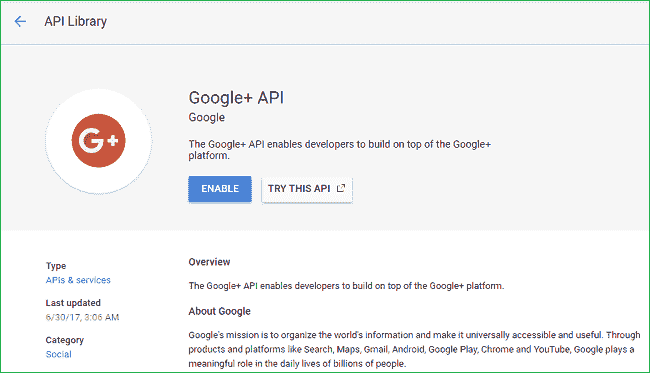 API Library
G+
Google+ API
Google
The Google+ API enables developers to build on top of the Google+
platform.
ENABLE
TRY THIS API
Type
APIs & services
Last updated
6/30/17, 3:06 AM
Category
Social
Overview
The Google+ API enables developers to build on top of the Google+ platform.
About Google
Google's mission is to organize the world's information and make it universally accessible and useful. Through
products and platforms like Search, Maps, Gmail, Android, Google Play, Chrome and YouTube, Google plays a
meaningful role in the daily lives of billions of people.